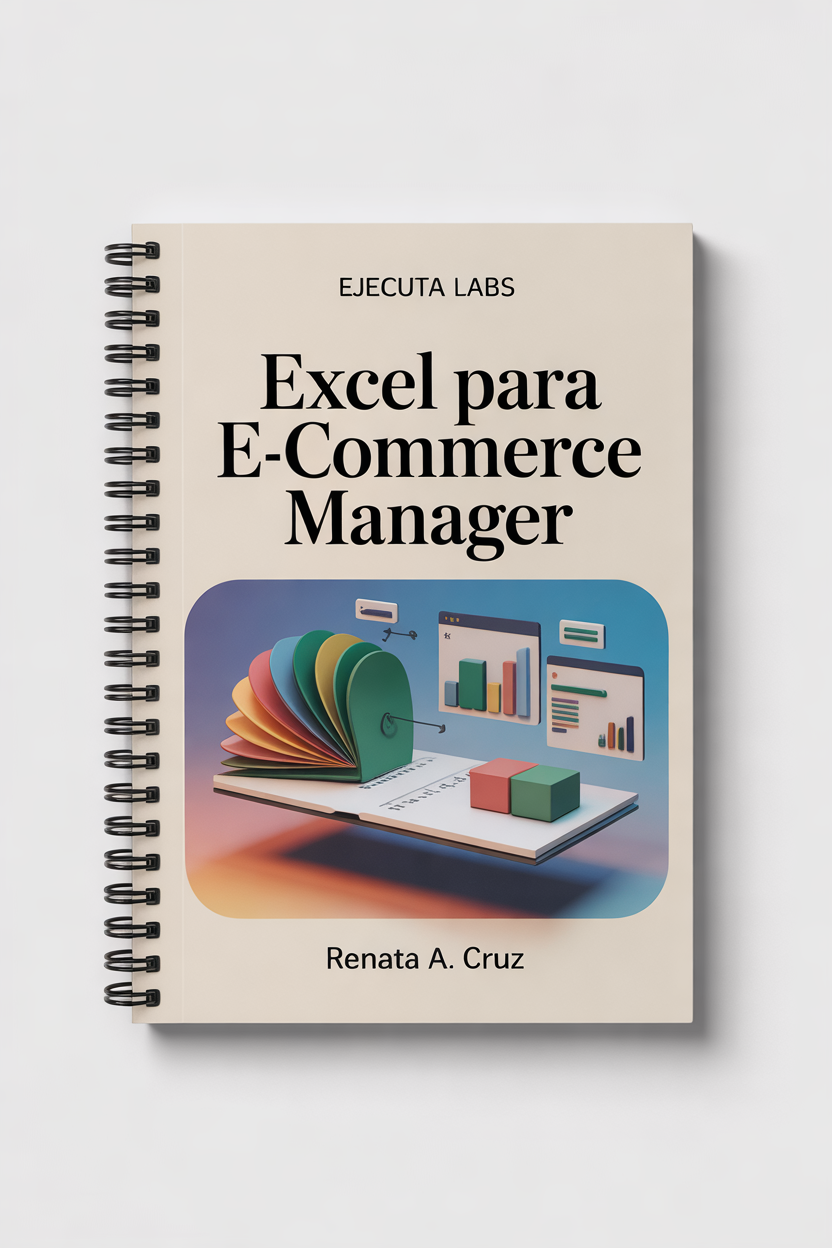 EJECUTA LABS
Excel para
E-Commerce
Manager
Renata A. Cruz